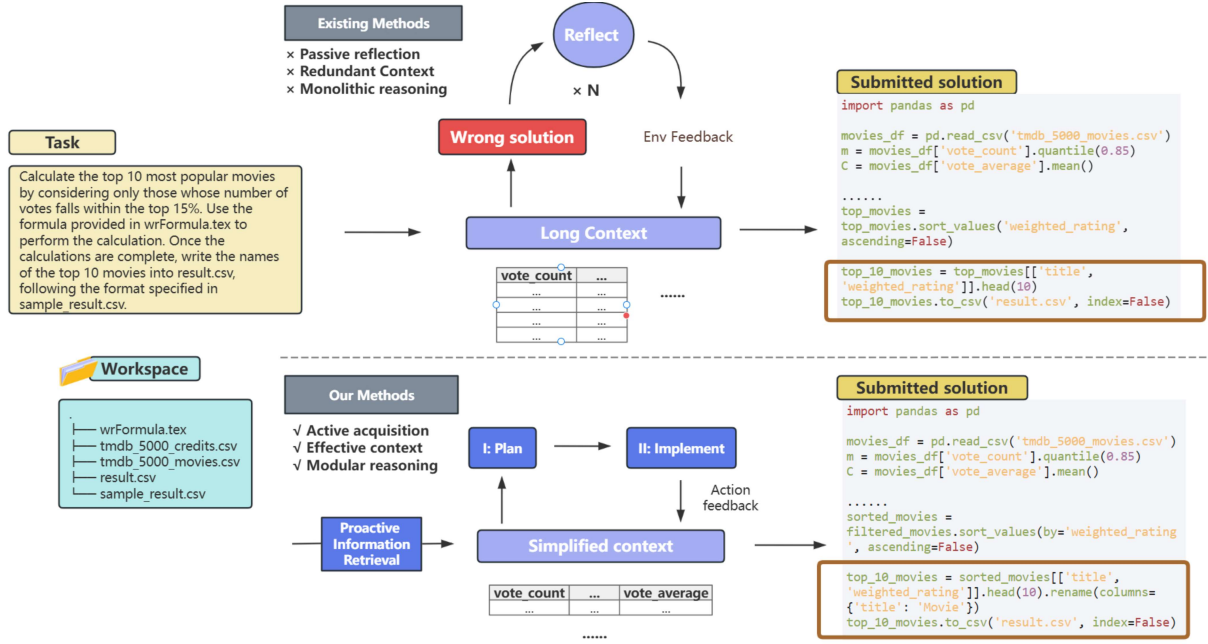 Existing Methods
× Passive reflection
× Redundant Context
× Monolithic reasoning
Reflect
× N
Wrong solution
Env Feedback
Long Context
vote_count ...
... ...
... ...
... ...
... ...
......
Task
Calculate the top 10 most popular movies
by considering only those whose number of
votes falls within the top 15%. Use the
formula provided in wrFormula.tex to
perform the calculation. Once the
calculations are complete, write the names
of the top 10 movies into result.csv,
following the format specified in
sample_result.csv.
Submitted solution
import pandas as pd
movies_df = pd.read_csv('tmdb_5000_movies.csv')
m = movies_df['vote_count'].quantile(0.85)
C = movies_df['vote_average'].mean()
......
top_movies =
top_movies.sort_values('weighted_rating',
ascending=False)
top_10_movies = top_movies[['title',
'weighted_rating']].head(10)
top_10_movies.to_csv('result.csv', index=False)
Workspace
.
├── wrFormula.tex
├── tmdb_5000_credits.csv
├── tmdb_5000_movies.csv
├── result.csv
└── sample_result.csv
Our Methods
√ Active acquisition
√ Effective context
√ Modular reasoning
I: Plan
II: Implement
Action
feedback
Proactive
Information
Retrieval
Simplified context
vote_count ... vote_average
... ... ...
......
Submitted solution
import pandas as pd
movies_df = pd.read_csv('tmdb_5000_movies.csv')
m = movies_df['vote_count'].quantile(0.85)
C = movies_df['vote_average'].mean()
......
sorted_movies =
filtered_movies.sort_values(by='weighted_rating
', ascending=False)
top_10_movies = sorted_movies[['title',
'weighted_rating']].head(10).rename(columns=
{'title': 'Movie'})
top_10_movies.to_csv('result.csv', index=False)